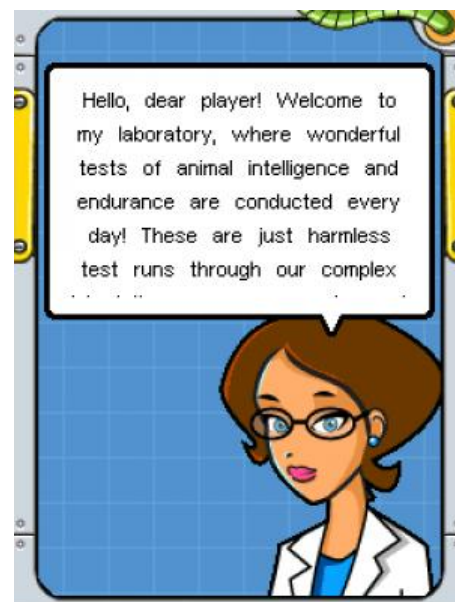 Hello, dear player! Welcome to
my laboratory, where wonderful
tests of animal intelligence and
endurance are conducted every
day! These are just harmless
test runs through our complex